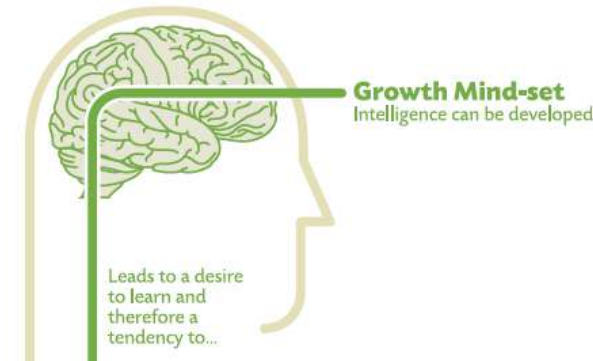 Growth Mind-set
Intelligence can be developed
Leads to a desire
to learn and
therefore a
tendency to...